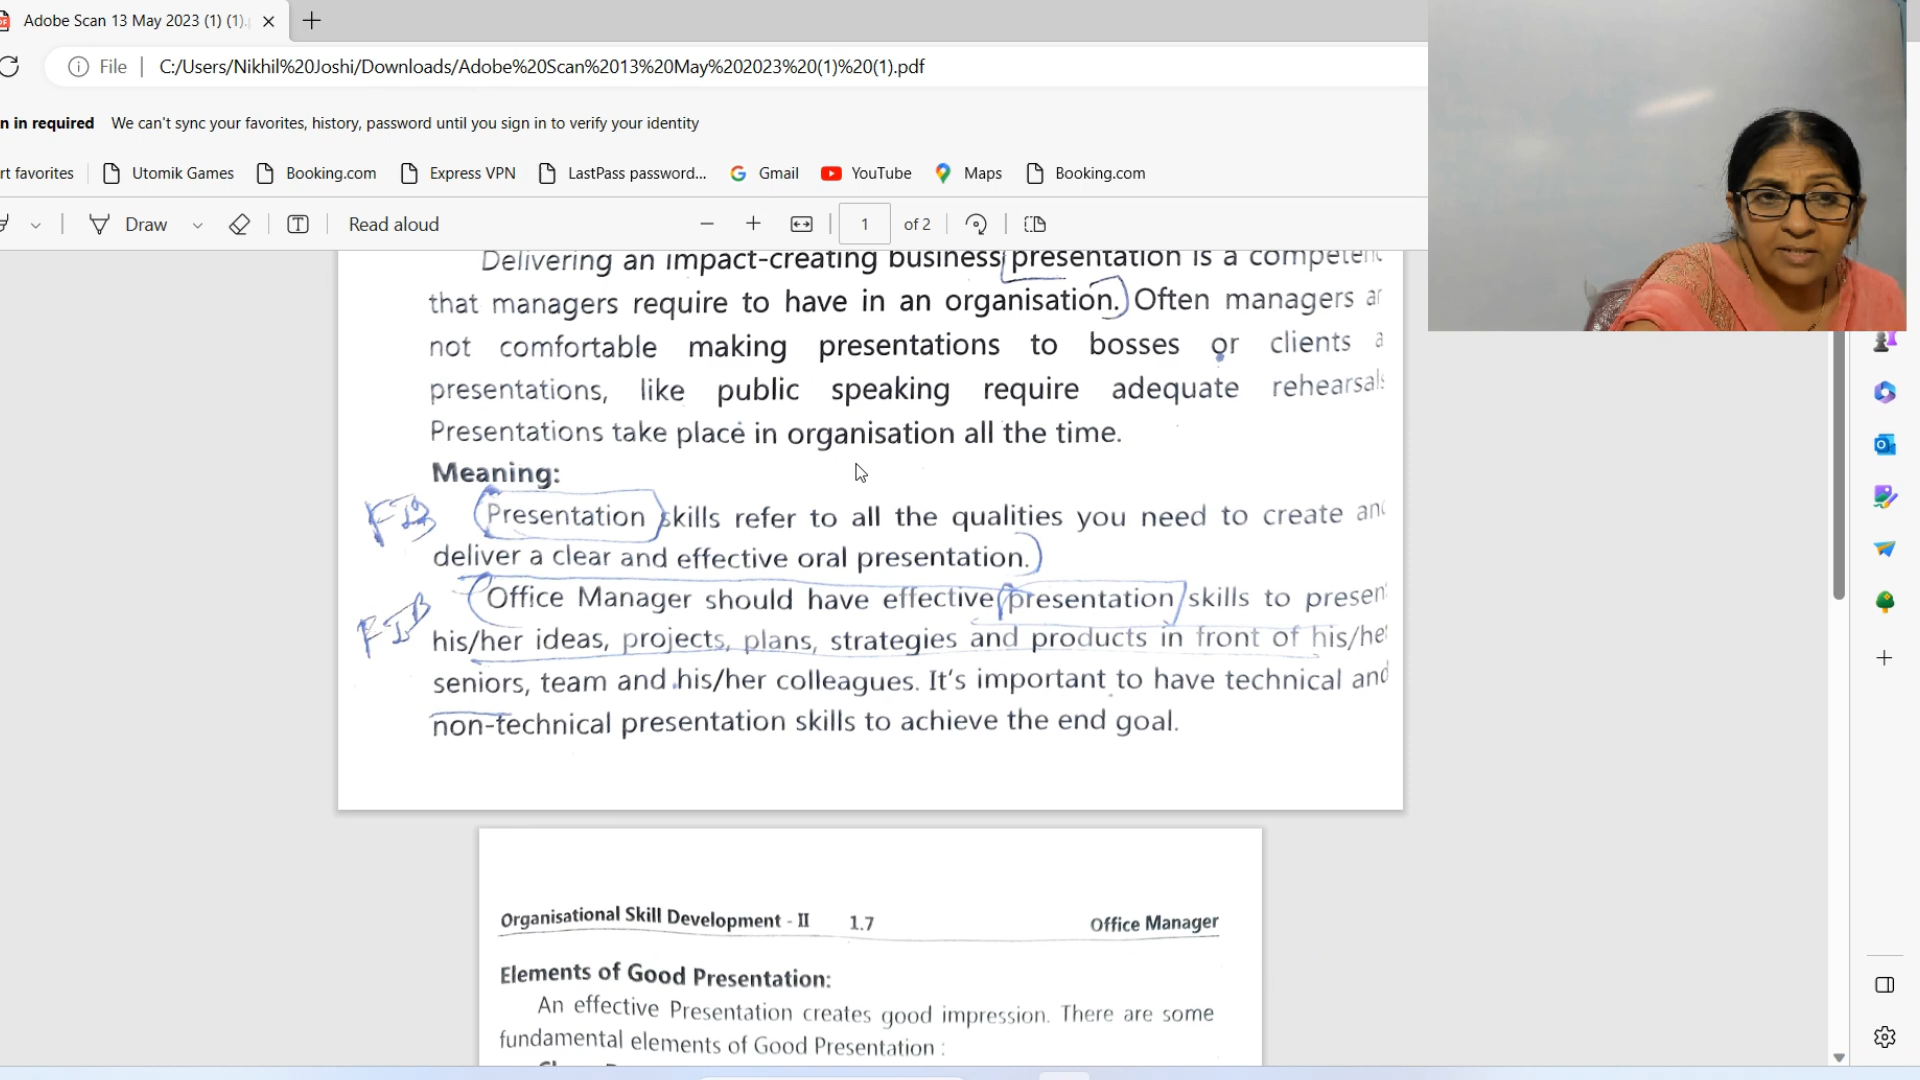 Adobe Scan 13 May 2023 (1) (1).
File C:/Users/Nikhil%20Joshi/Downloads/Adobe%20Scan%2013%20May%202023%20(1)%20(1).pdf
n in required We can't sync your favorites, history, password until you sign in to verify your identity
rt favorites Utomik Games Booking.com Express VPN LastPass password... Gmail YouTube Maps Booking.com
Draw Read aloud 1 of 2
Delivering an impact-creating business presentation is a competenc
that managers require to have in an organisation. Often managers ar
not comfortable making presentations to bosses or clients a
presentations, like public speaking require adequate rehearsals
Presentations take place in organisation all the time.
Meaning:
FIB Presentation skills refer to all the qualities you need to create and
deliver a clear and effective oral presentation.
FIB Office Manager should have effective presentation skills to present
his/her ideas, projects, plans, strategies and products in front of his/her
seniors, team and his/her colleagues. It's important to have technical and
non-technical presentation skills to achieve the end goal.
Organisational Skill Development - II 1.7 Office Manager
Elements of Good Presentation:
An effective Presentation creates good impression. There are some
fundamental elements of Good Presentation :